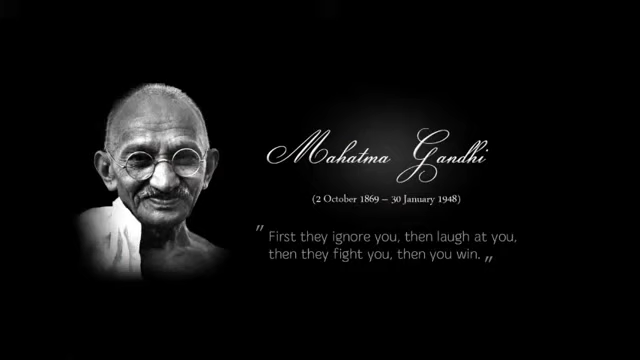 Mahatma Gandhi
(2 October 1869 – 30 January 1948)
" First they ignore you, then laugh at you,
then they fight you, then you win. "